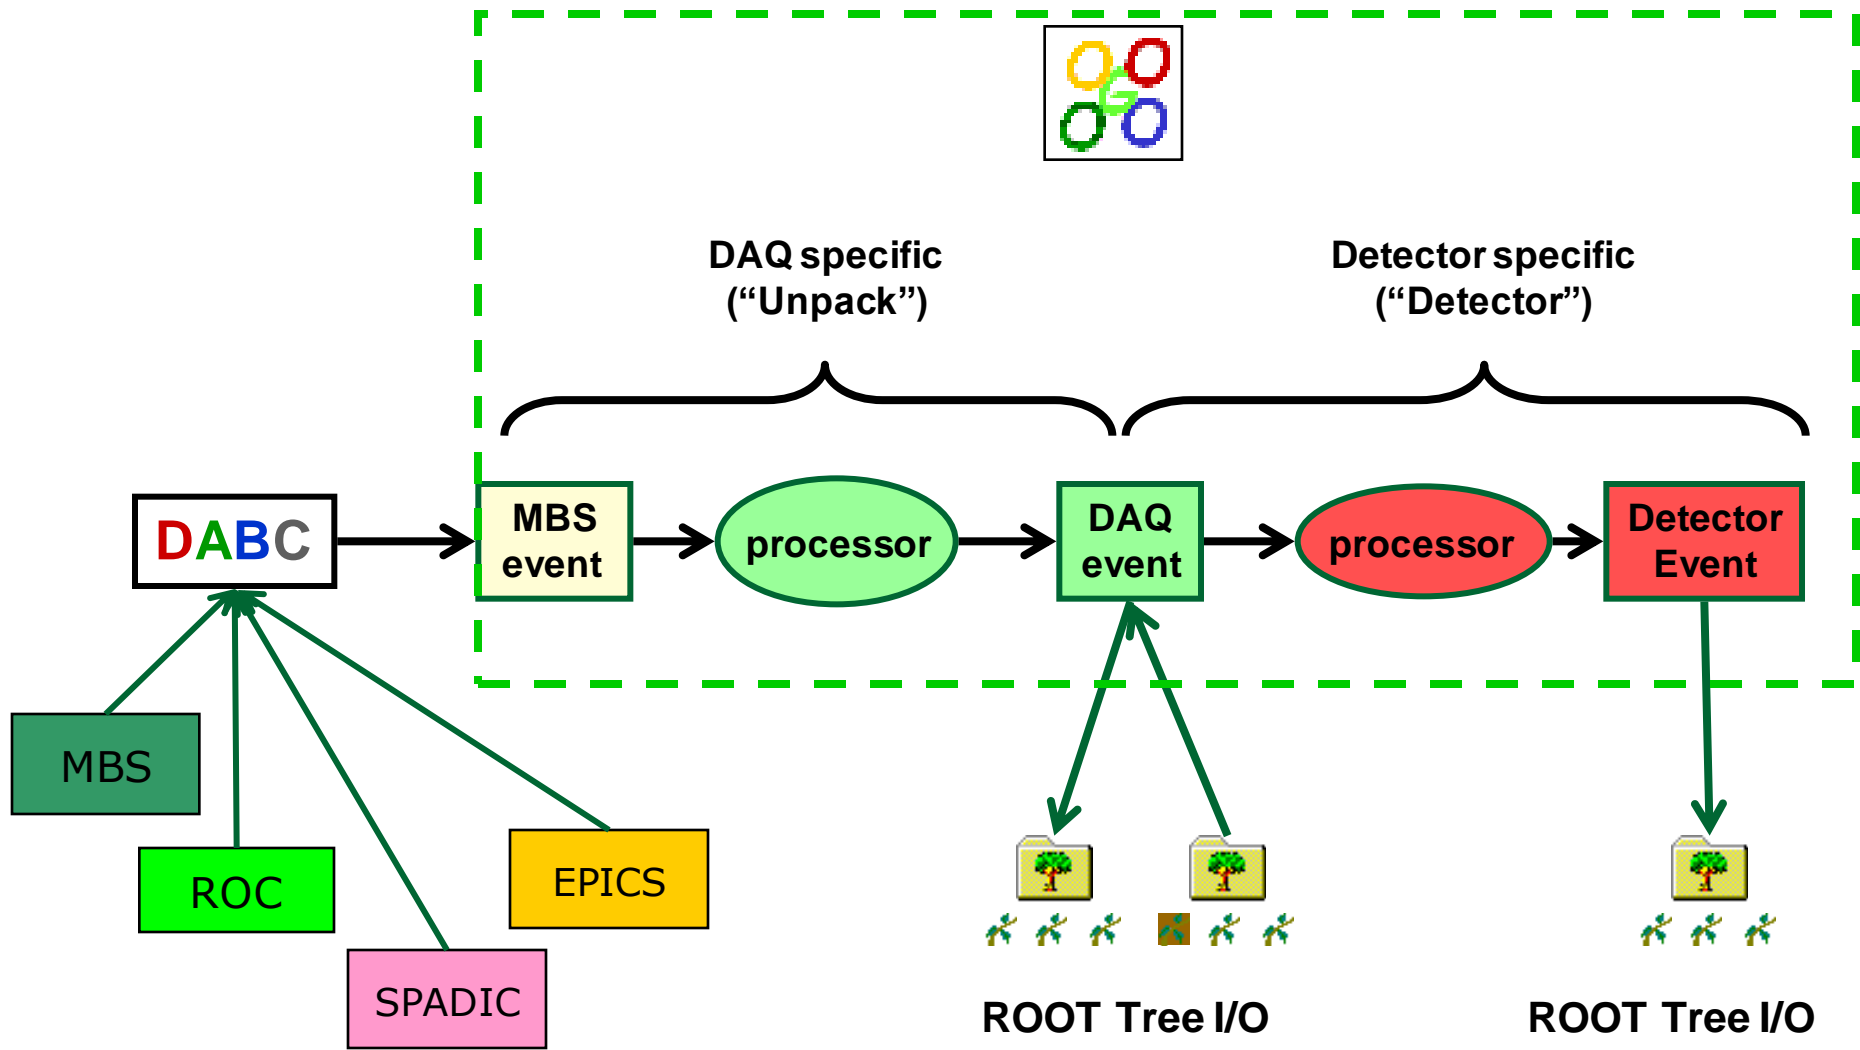 G
DAQ specific
(“Unpack”)
Detector specific
(“Detector”)
DABC
MBS
event
processor
DAQ
event
processor
Detector
Event
MBS
ROC
SPADIC
EPICS
ROOT Tree I/O
ROOT Tree I/O